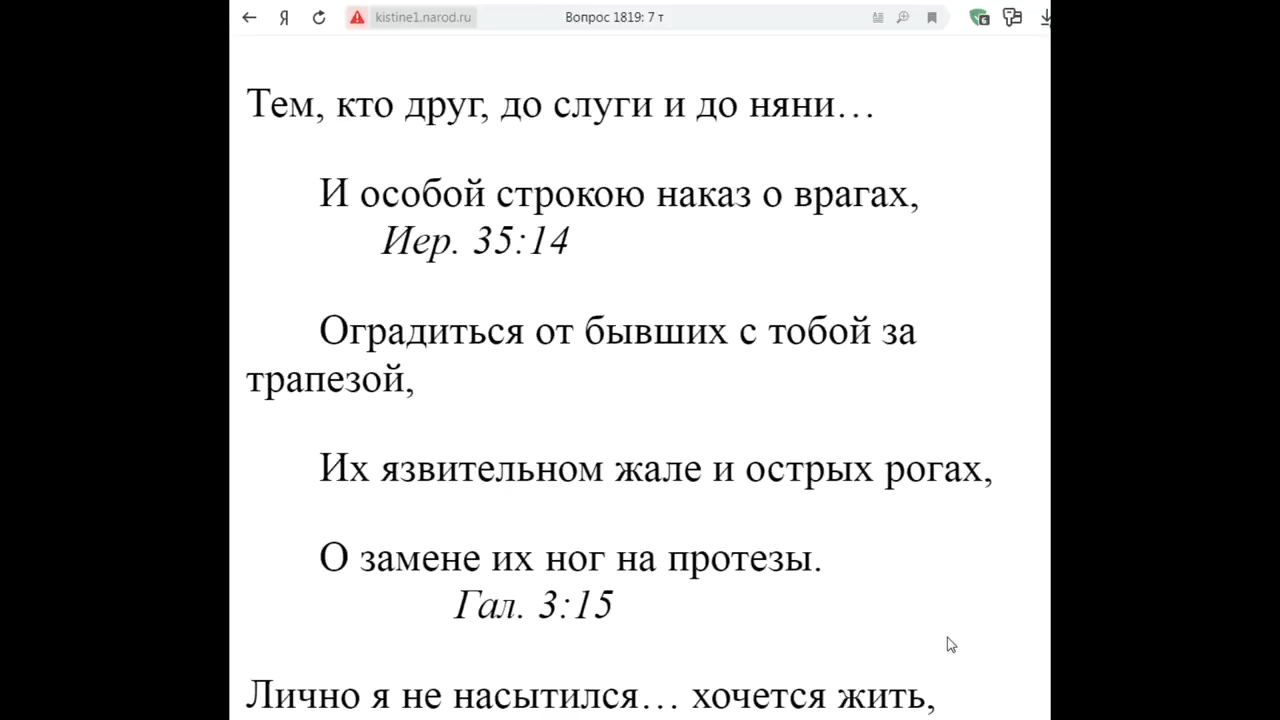 kistine1.narod.ru
Вопрос 1819: 7 т
Тем, кто друг, до слуги и до няни…
И особой строкою наказ о врагах,
Иер. 35:14
Оградиться от бывших с тобой за
трапезой,
Их язвительном жале и острых рогах,
О замене их ног на протезы.
Гал. 3:15
Лично я не насытился… хочется жить,